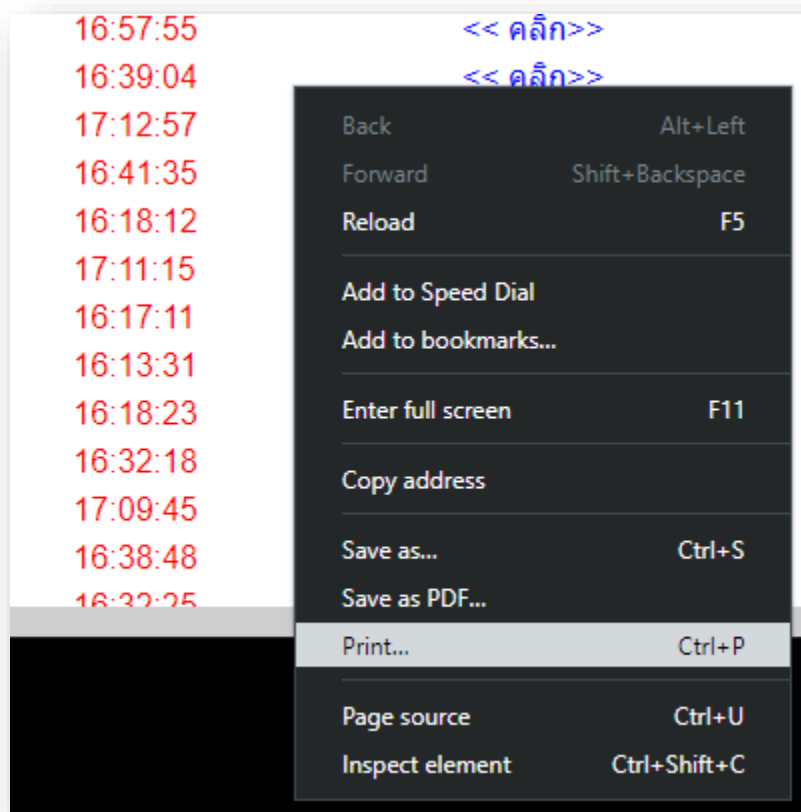 16:57:55 << คลิก>>
16:39:04 << คลิก>>
17:12:57
16:41:35
16:18:12
17:11:15
16:17:11
16:13:31
16:18:23
16:32:18
17:09:45
16:38:48
16:32:25
Back Alt+Left
Forward Shift+Backspace
Reload F5
Add to Speed Dial
Add to bookmarks...
Enter full screen F11
Copy address
Save as... Ctrl+S
Save as PDF...
Print... Ctrl+P
Page source Ctrl+U
Inspect element Ctrl+Shift+C